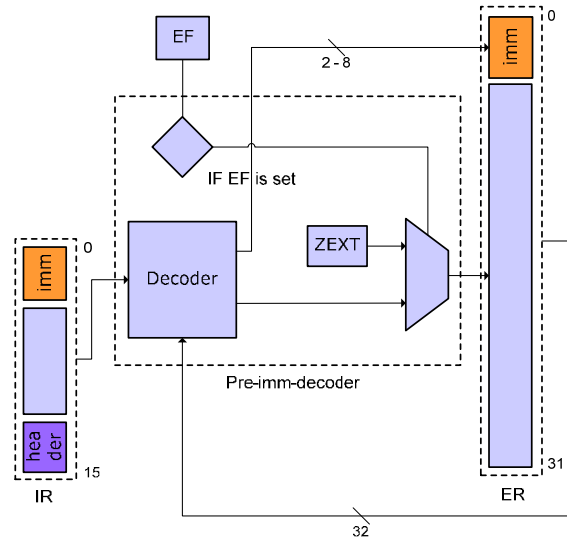 EF
0
imm
2 - 8
IF EF is set
0
imm
Decoder
ZEXT
Pre-imm-decoder
hea
der
15
IR
31
ER
32